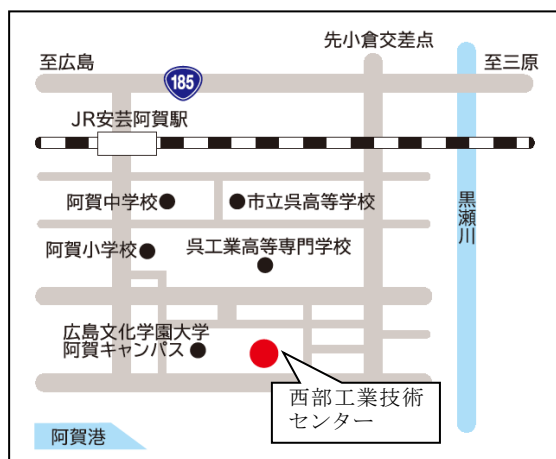 先小倉交差点
至広島
至三原
185
JR安芸阿賀駅
阿賀中学校
市立呉高等学校
黒瀬川
阿賀小学校
呉工業高等専門学校
広島文化学園大学
阿賀キャンパス
西部工業技術
センター
阿賀港